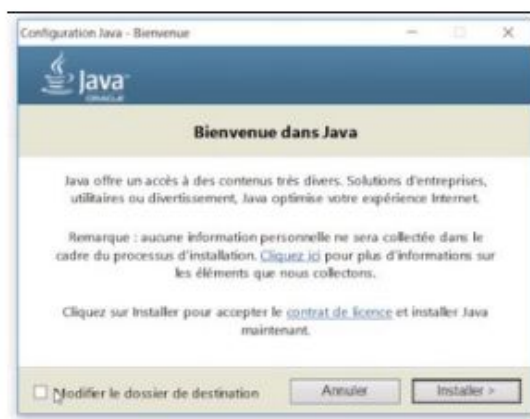 Configuration Java - Bienvenue
Java
ORACLE
Bienvenue dans Java
Java offre un accès à des contenus très divers. Solutions d'entreprises,
utilitaires ou divertissement, Java optimise votre expérience Internet.
Remarque : aucune information personnelle ne sera collectée dans le
cadre du processus d'installation. Cliquez ici pour plus d'informations sur
les éléments que nous collectons.
Cliquez sur Installer pour accepter le contrat de licence et installer Java
maintenant.
Modifier le dossier de destination
Annuler
Installer >